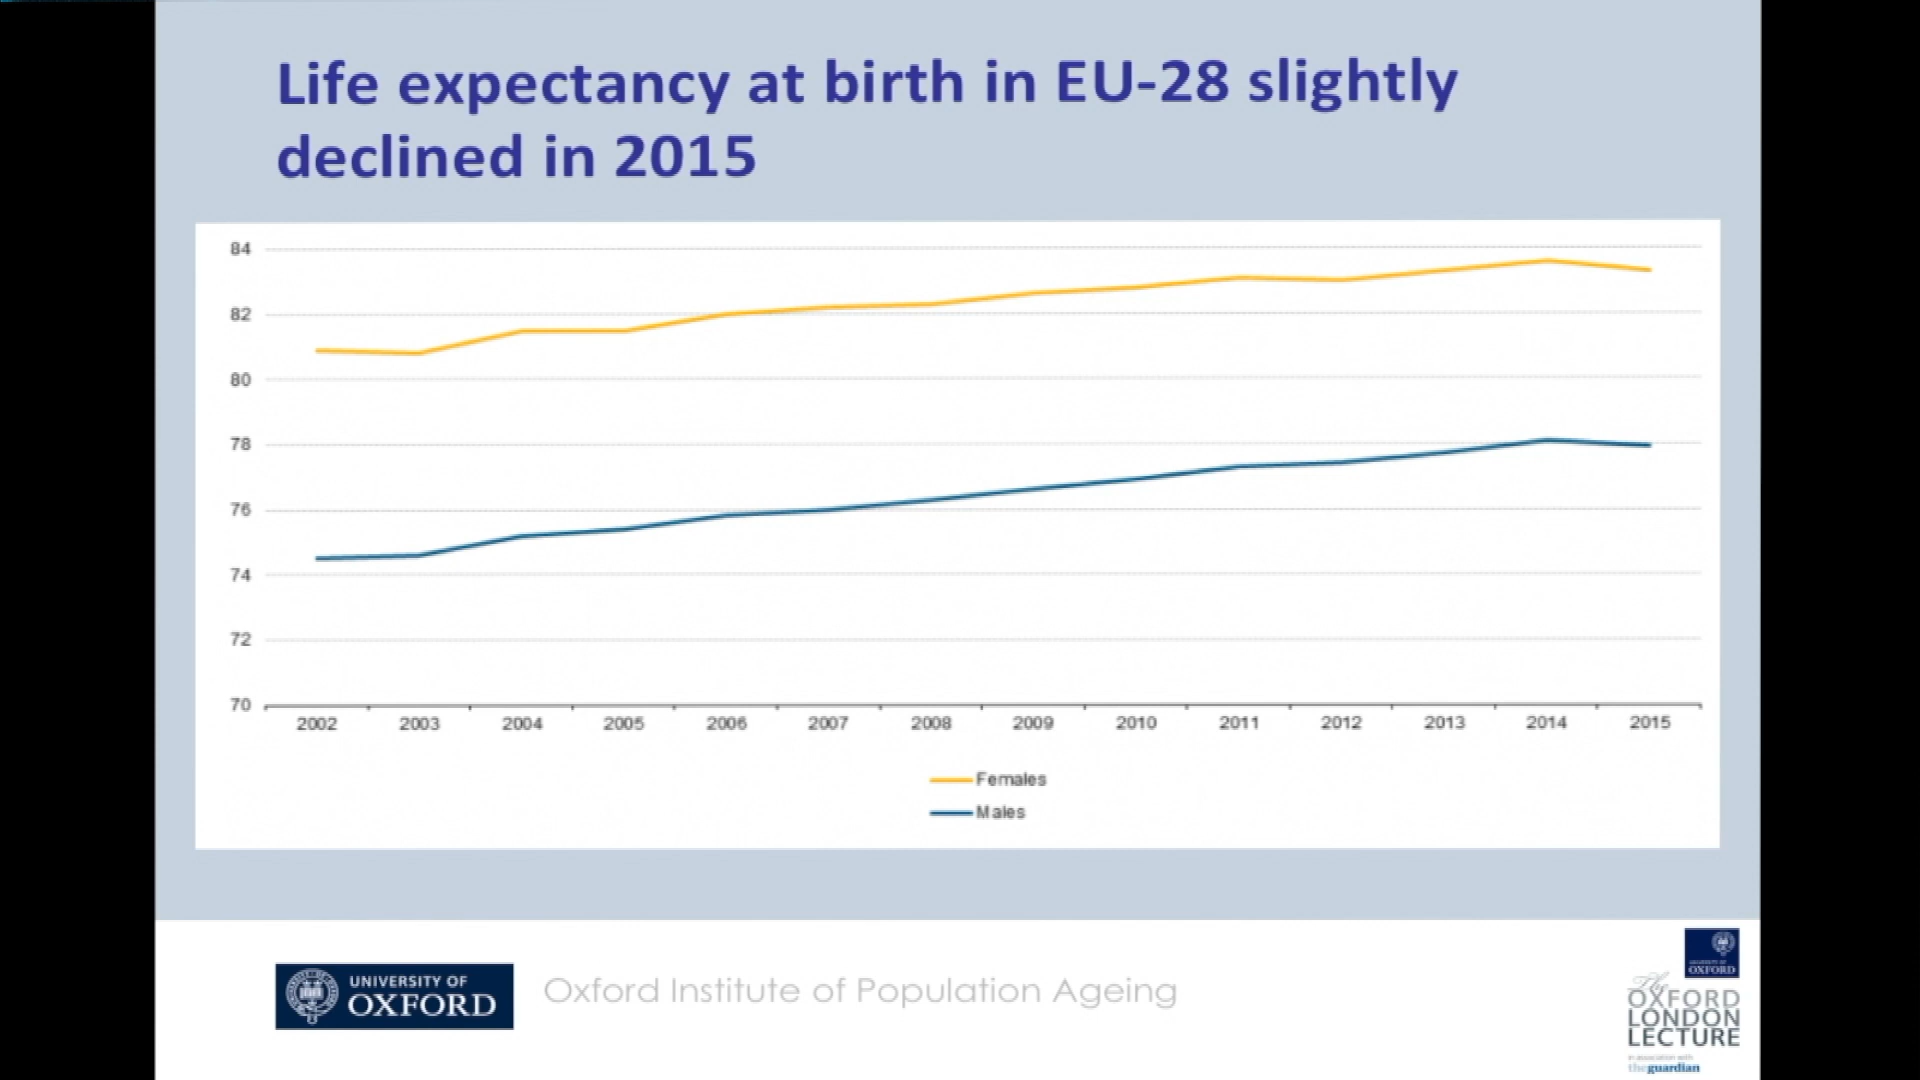 Life expectancy at birth in EU-28 slightly
declined in 2015
84
82
80
78
76
74
72
70
2002 2003 2004 2005 2006 2007 2008 2009 2010 2011 2012 2013 2014 2015
Females
Males
UNIVERSITY OF
OXFORD
Oxford Institute of Population Ageing
UNIVERSITY OF
OXFORD
The
OXFORD
LONDON
LECTURE
in association with
theguardian